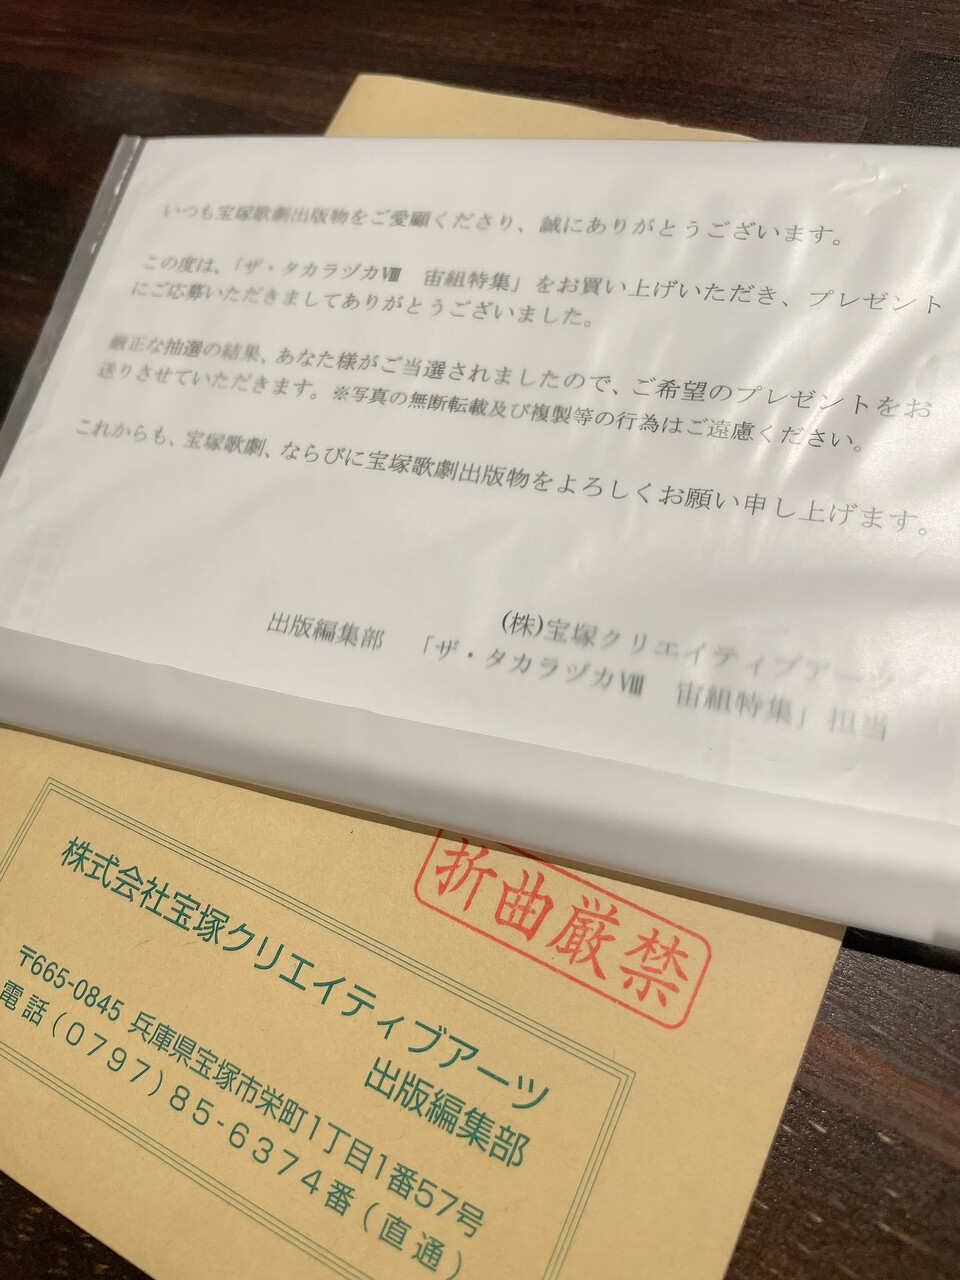 いつも宝塚歌劇出版物をご愛顧くださり、誠にありがとうございます。
この度は、「ザ・タカラヅカⅧ　宙組特集」をお買い上げいただき、プレゼント
にご応募いただきましてありがとうございました。
厳正な抽選の結果、あなた様がご当選されましたので、ご希望のプレゼントをお
送りさせていただきます。※写真の無断転載及び複製等の行為はご遠慮ください。
これからも、宝塚歌劇、ならびに宝塚歌劇出版物をよろしくお願い申し上げます。
(株)宝塚クリエイティブアーツ
出版編集部　「ザ・タカラヅカⅧ　宙組特集」担当
折曲厳禁
株式会社宝塚クリエイティブアーツ
出版編集部
〒665-0845 兵庫県宝塚市栄町1丁目1番57号
電話(0797)85-6374番(直通)